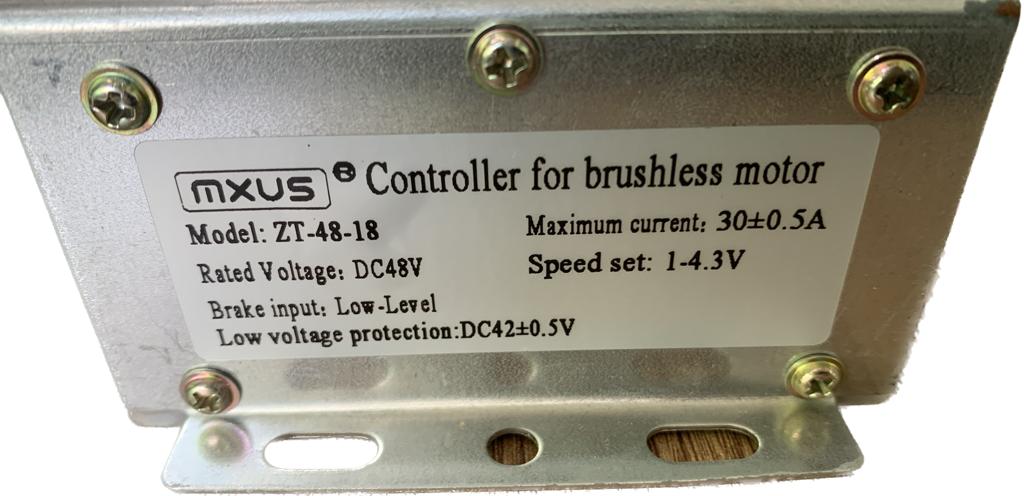 MXUS® Controller for brushless motor
Model: ZT-48-18 Maximum current: 30±0.5A
Rated Voltage: DC48V Speed set: 1-4.3V
Brake input: Low-Level
Low voltage protection:DC42±0.5V